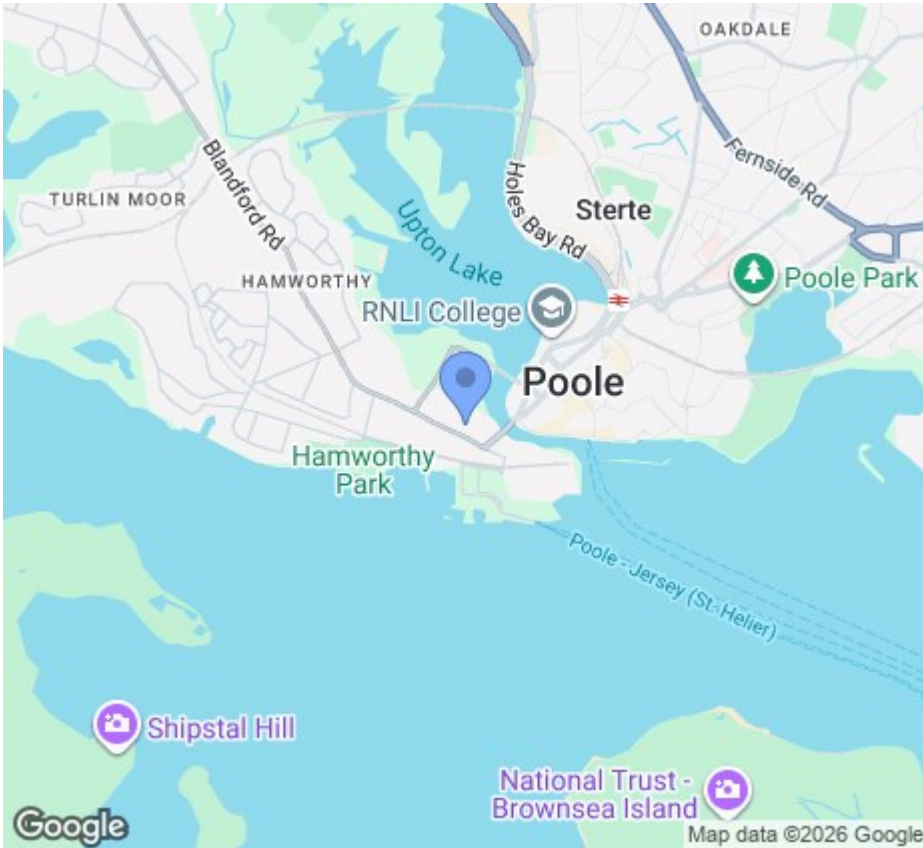 OAKDALE
Fernside Rd
Blandford Rd
Holes Bay Rd
TURLIN MOOR
Sterte
Upton Lake
HAMWORTHY
Poole Park
RNLI College
Poole
Hamworthy
Park
Poole - Jersey (St. Helier)
Shipstal Hill
National Trust -
Brownsea Island
Google
Map data ©2026 Google